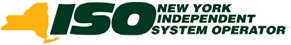 ISO
NEW YORK
INDEPENDENT
SYSTEM OPERATOR